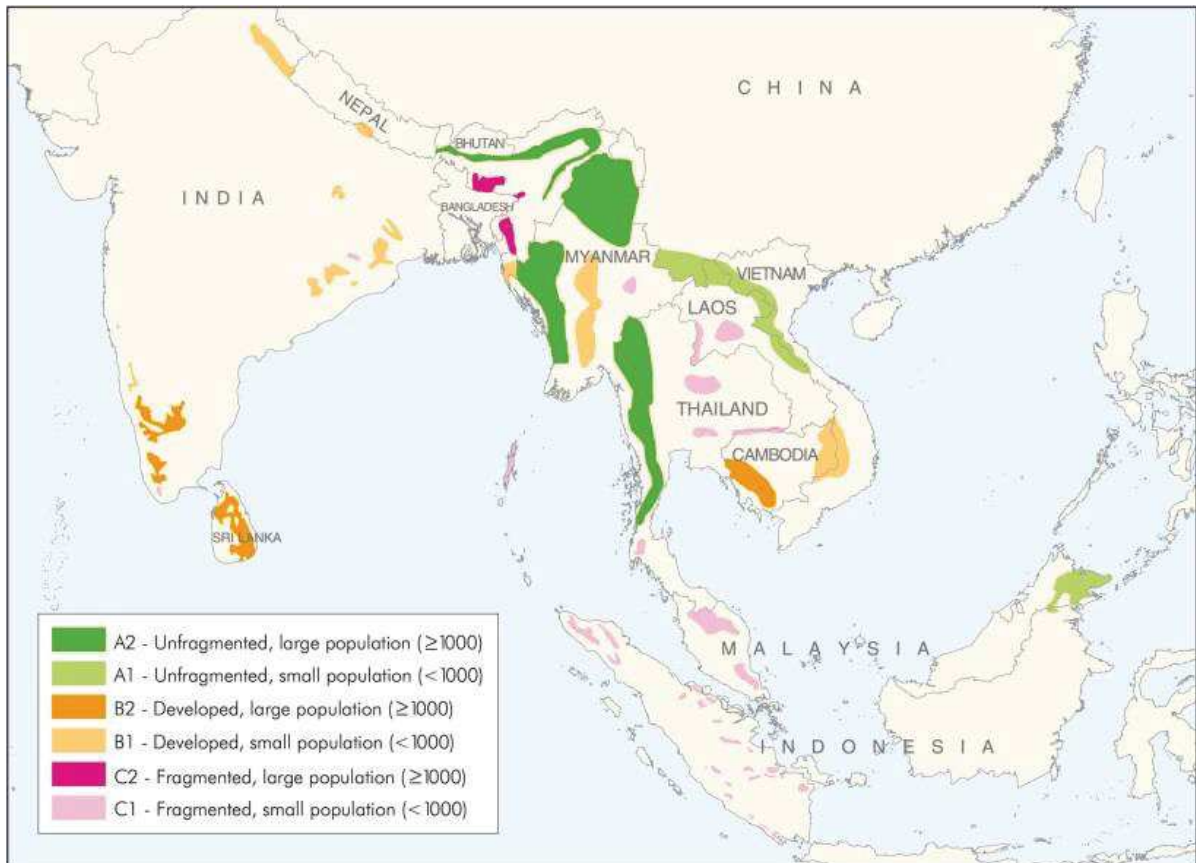 CHINA
NEPAL
BHUTAN
INDIA
BANGLADESH
MYANMAR
VIETNAM
LAOS
THAILAND
CAMBODIA
SRI LANKA
MALAYSIA
INDONESIA
A2 - Unfragmented, large population (≥1000)
A1 - Unfragmented, small population (<1000)
B2 - Developed, large population (≥1000)
B1 - Developed, small population (<1000)
C2 - Fragmented, large population (≥1000)
C1 - Fragmented, small population (<1000)